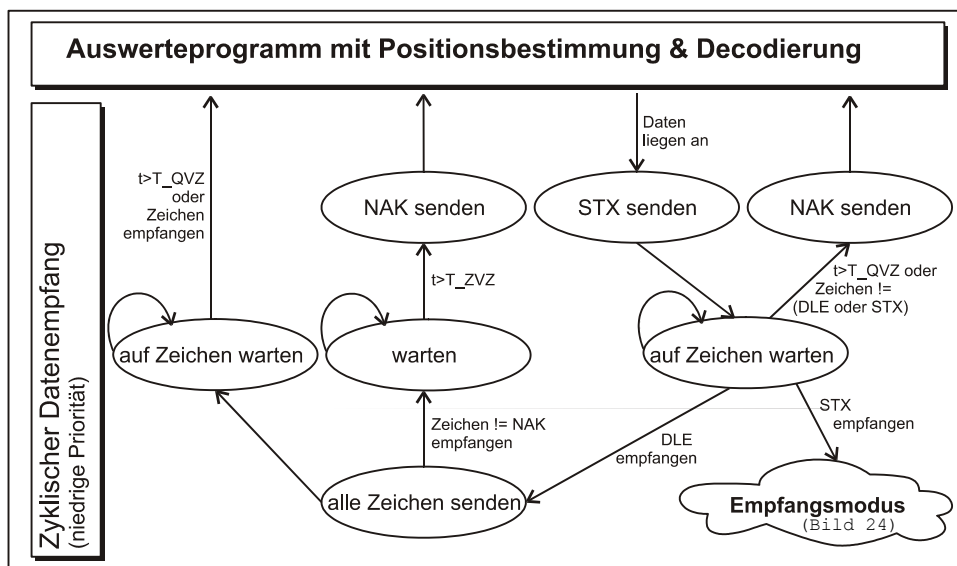 Auswerteprogramm mit Positionsbestimmung & Decodierung
Zyklischer Datenempfang
(niedrige Priorität)
t>T_QVZ
oder
Zeichen
empfangen
NAK senden
Daten
liegen an
STX senden
NAK senden
t>T_ZVZ
t>T_QVZ oder
Zeichen !=
(DLE oder STX)
auf Zeichen warten
warten
auf Zeichen warten
Zeichen != NAK
empfangen
DLE
empfangen
STX
empfangen
alle Zeichen senden
Empfangsmodus
(Bild 24)